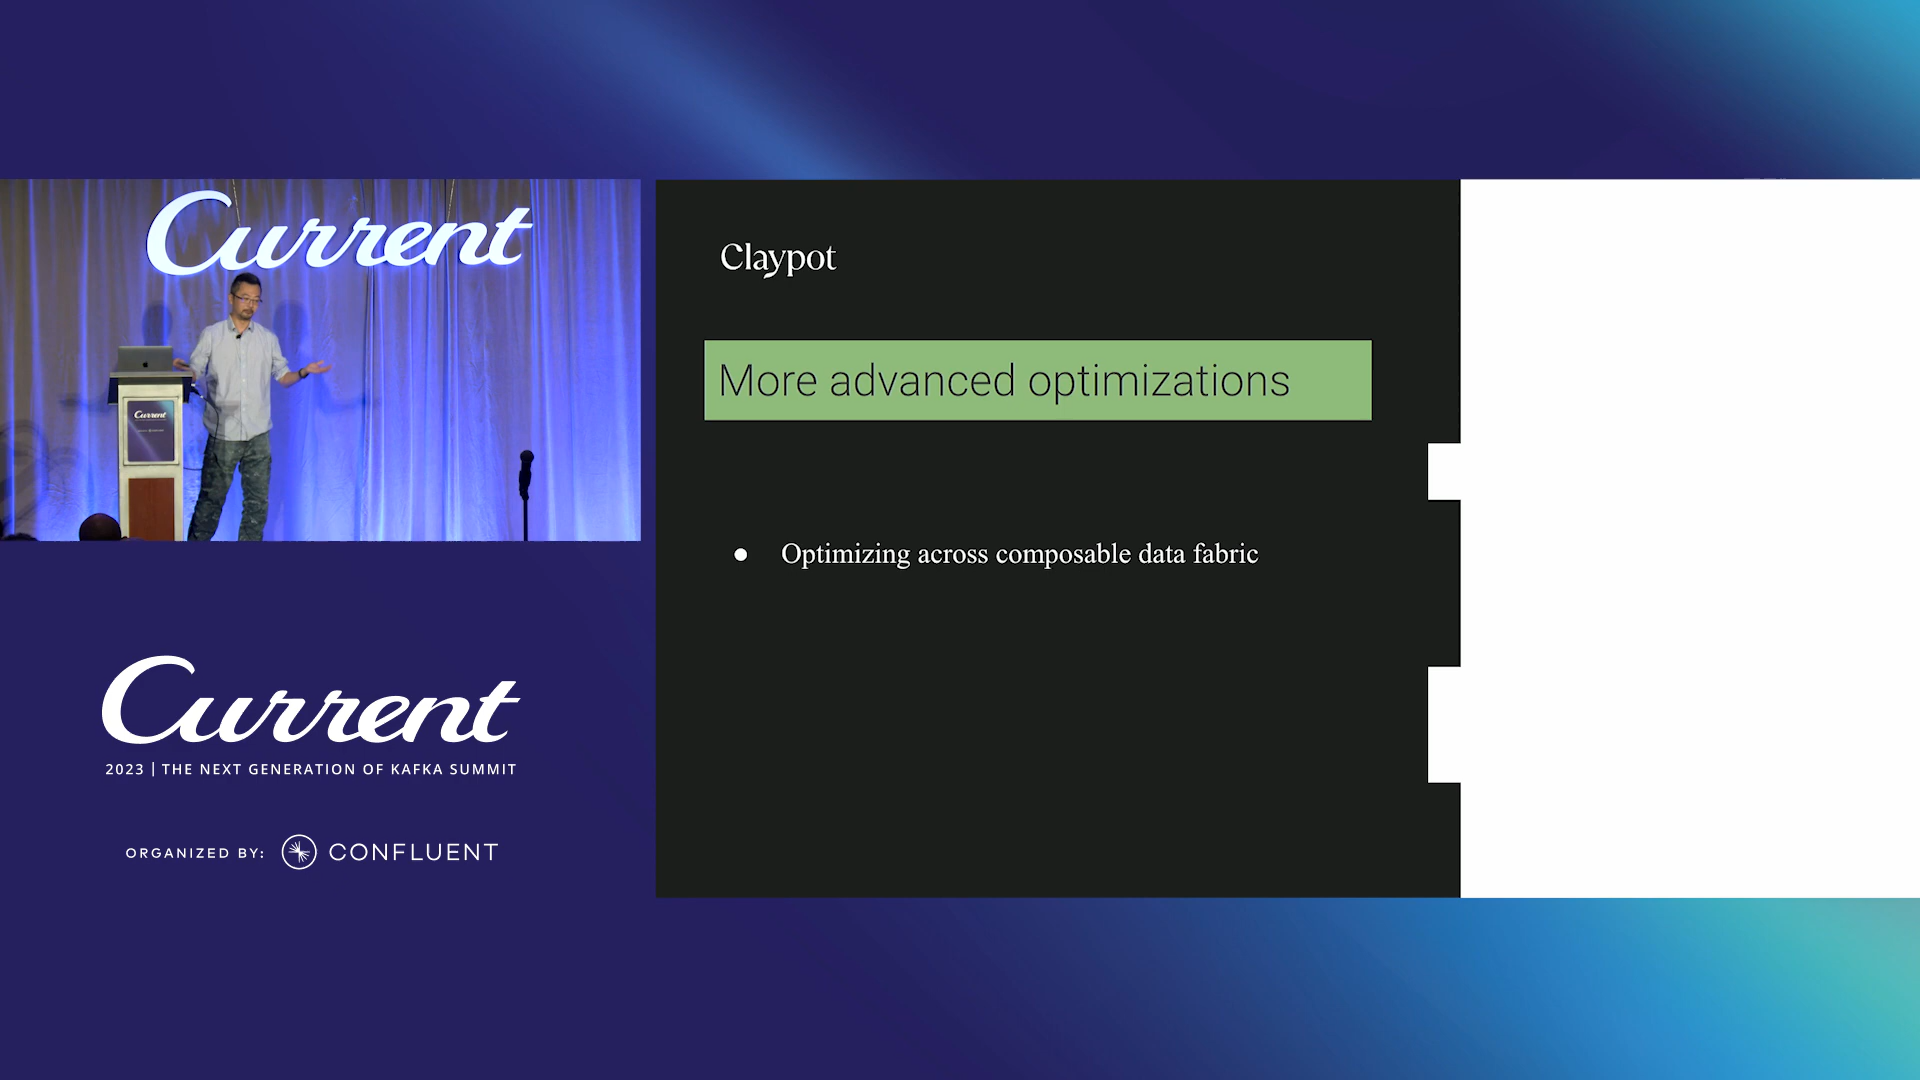 Current
Current
Claypot
More advanced optimizations
● Optimizing across composable data fabric
Current
2023 | THE NEXT GENERATION OF KAFKA SUMMIT
ORGANIZED BY: CONFLUENT